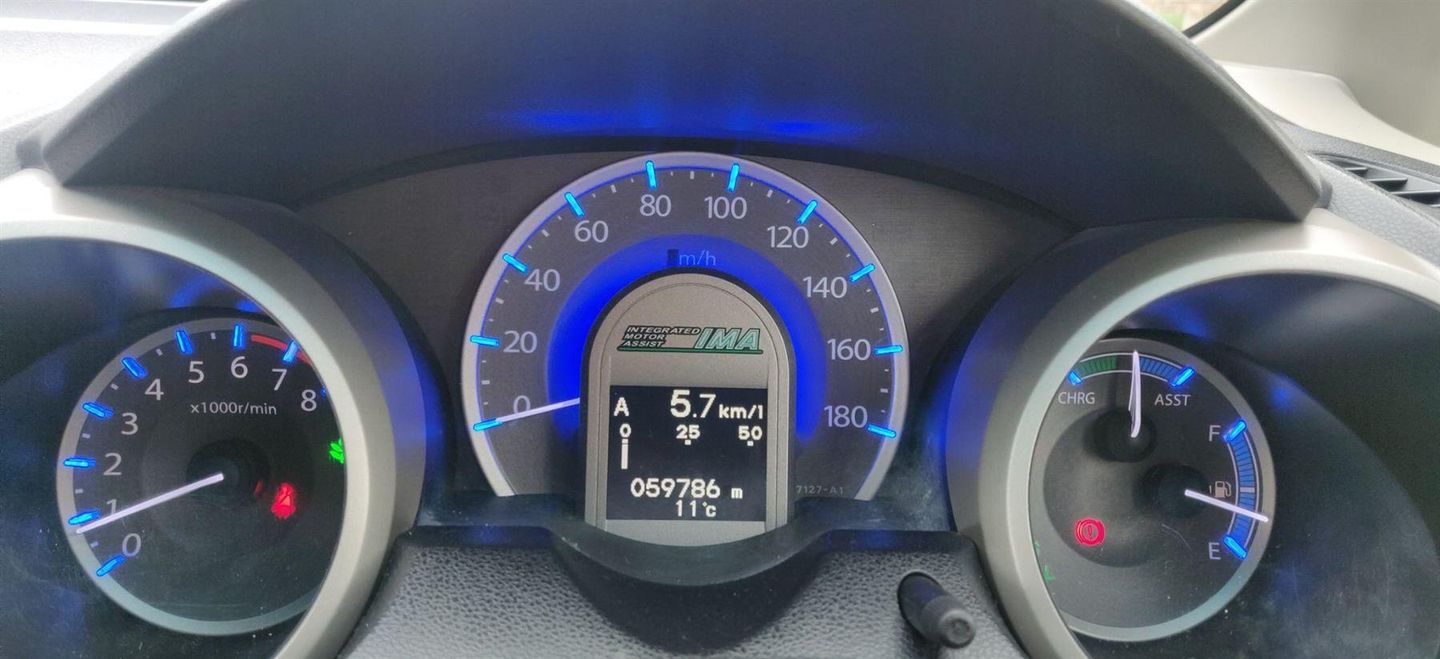 80
100
60
120
m/h
40
140
INTEGRATED
MOTOR
ASSIST
IMA
20
160
0
180
A 5.7 km/l
0 25 50
059786 m
11°C
7127-A1
8
7
6
5
4
3
2
1
0
x1000r/min
CHRG
ASST
F
E